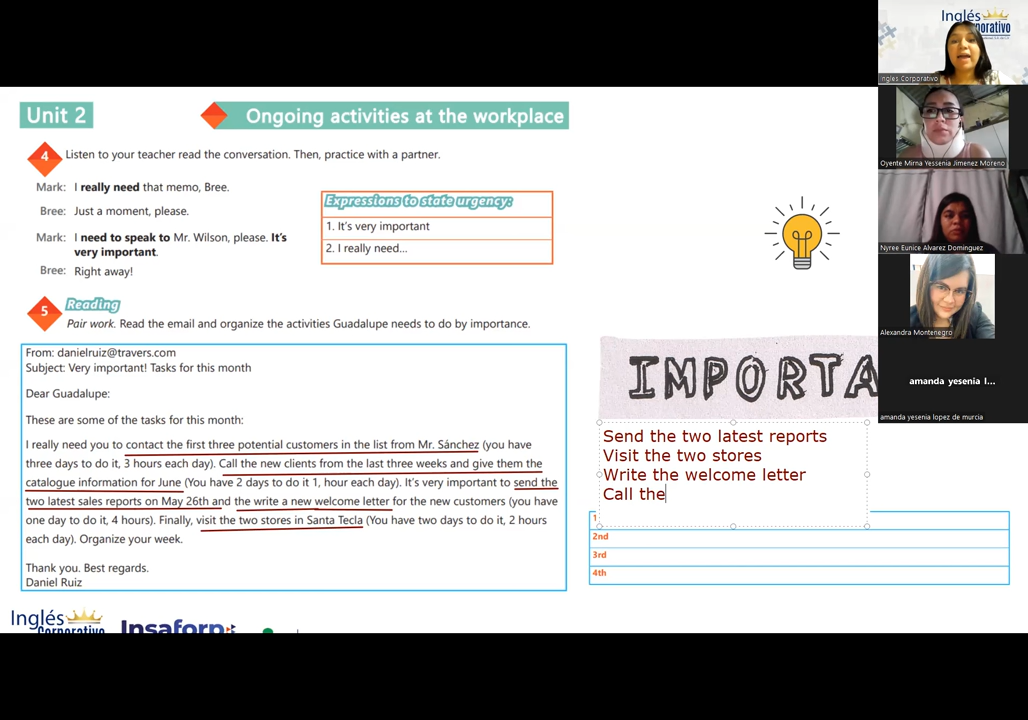 Inglés
Corporativo
Ingles Corporativo
Unit 2
Ongoing activities at the workplace
4
Listen to your teacher read the conversation. Then, practice with a partner.
Mark: I really need that memo, Bree.
Bree: Just a moment, please.
Mark: I need to speak to Mr. Wilson, please. It's
very important.
Bree: Right away!
Expressions to state urgency:
1. It's very important
2. I really need...
Oyente Mirna Yessenia Jimenez Moreno
Nyree Eunice Alvarez Dominguez
Alexandra Montenegro
amanda yesenia l...
amanda yesenia lopez de murcia
5
Reading
Pair work. Read the email and organize the activities Guadalupe needs to do by importance.
From: danielruiz@travers.com
Subject: Very important! Tasks for this month
Dear Guadalupe:
These are some of the tasks for this month:
I really need you to contact the first three potential customers in the list from Mr. Sánchez (you have
three days to do it, 3 hours each day). Call the new clients from the last three weeks and give them the
catalogue information for June (You have 2 days to do it 1, hour each day). It's very important to send the
two latest sales reports on May 26th and the write a new welcome letter for the new customers (you have
one day to do it, 4 hours). Finally, visit the two stores in Santa Tecla (You have two days to do it, 2 hours
each day). Organize your week.
Thank you. Best regards.
Daniel Ruiz
IMPORTA
Send the two latest reports
Visit the two stores
Write the welcome letter
Call the
1
2nd
3rd
4th
Inglés
Corporativo
Insaforp